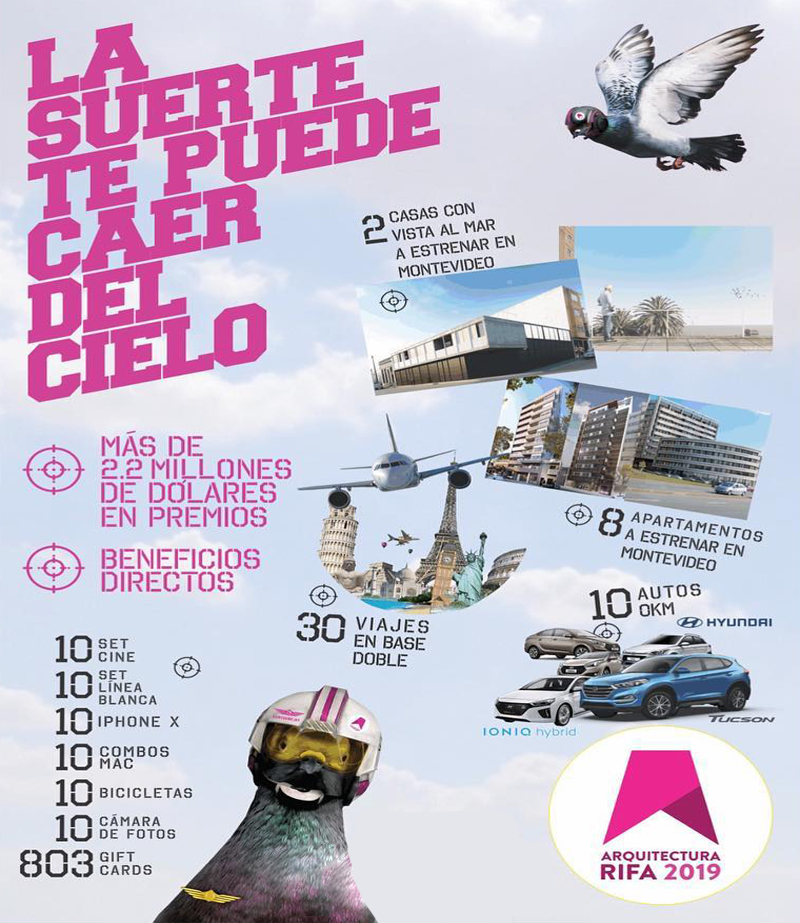 LA
SUERTE
TE PUEDE
CAER
DEL
CIELO
2 CASAS CON
VISTA AL MAR
A ESTRENAR EN
MONTEVIDEO
MÁS DE
2.2 MILLONES
DE DÓLARES
EN PREMIOS
BENEFICIOS
DIRECTOS
8 APARTAMENTOS
A ESTRENAR EN
MONTEVIDEO
30 VIAJES
EN BASE
DOBLE
10 AUTOS
0KM
HYUNDAI
IONIQ hybrid
TUCSON
10 SET
CINE
10 SET
LÍNEA
BLANCA
10 IPHONE X
10 COMBOS
MAC
10 BICICLETAS
10 CÁMARA
DE FOTOS
803 GIFT
CARDS
ARQUITECTURA
RIFA 2019